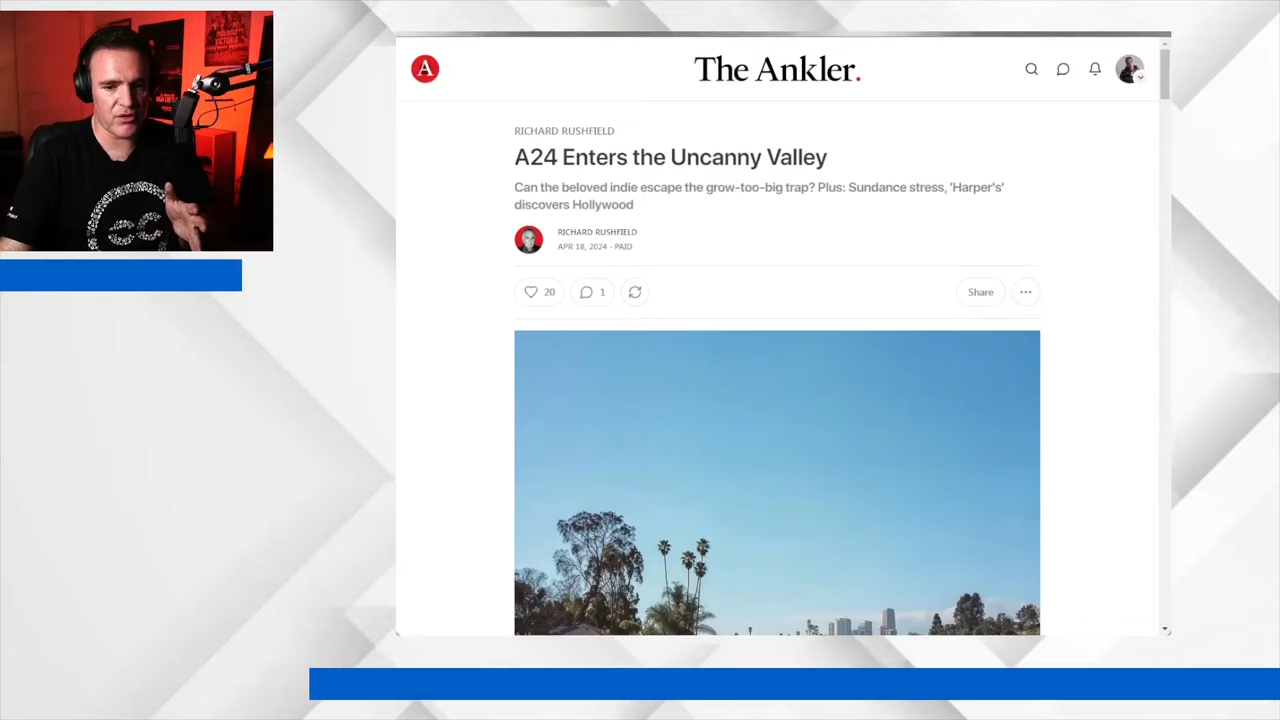 The Ankler.
A
RICHARD RUSHFIELD
A24 Enters the Uncanny Valley
Can the beloved indie escape the grow-too-big trap? Plus: Sundance stress, 'Harper's'
discovers Hollywood
RICHARD RUSHFIELD
APR 18, 2024 · PAID
20
1
Share